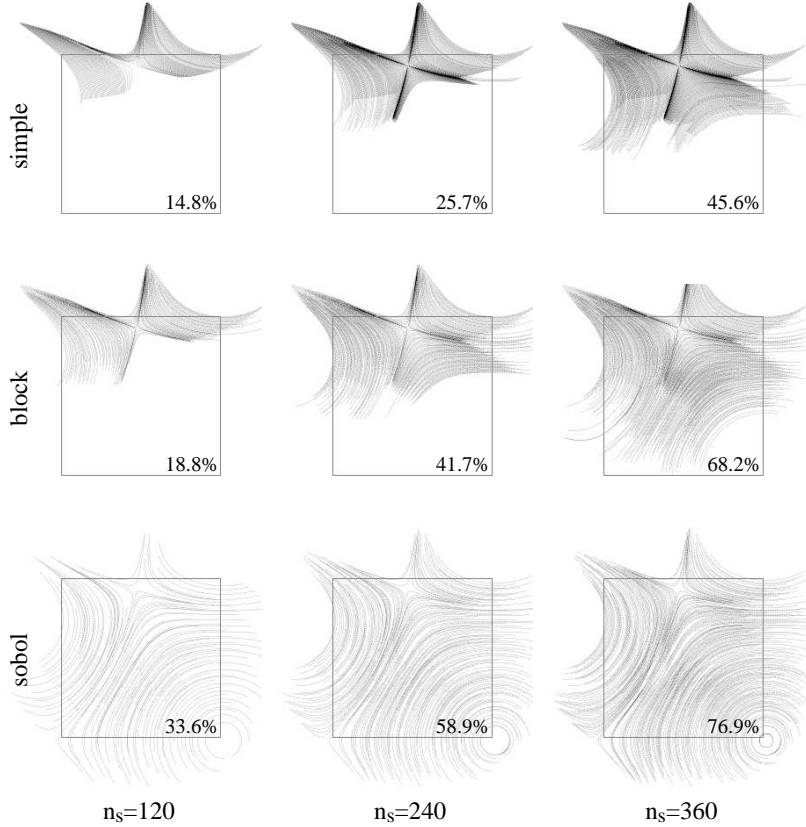 simple
14.8%
25.7%
45.6%
block
18.8%
41.7%
68.2%
sobol
33.6%
58.9%
76.9%
nₛ=120
nₛ=240
nₛ=360